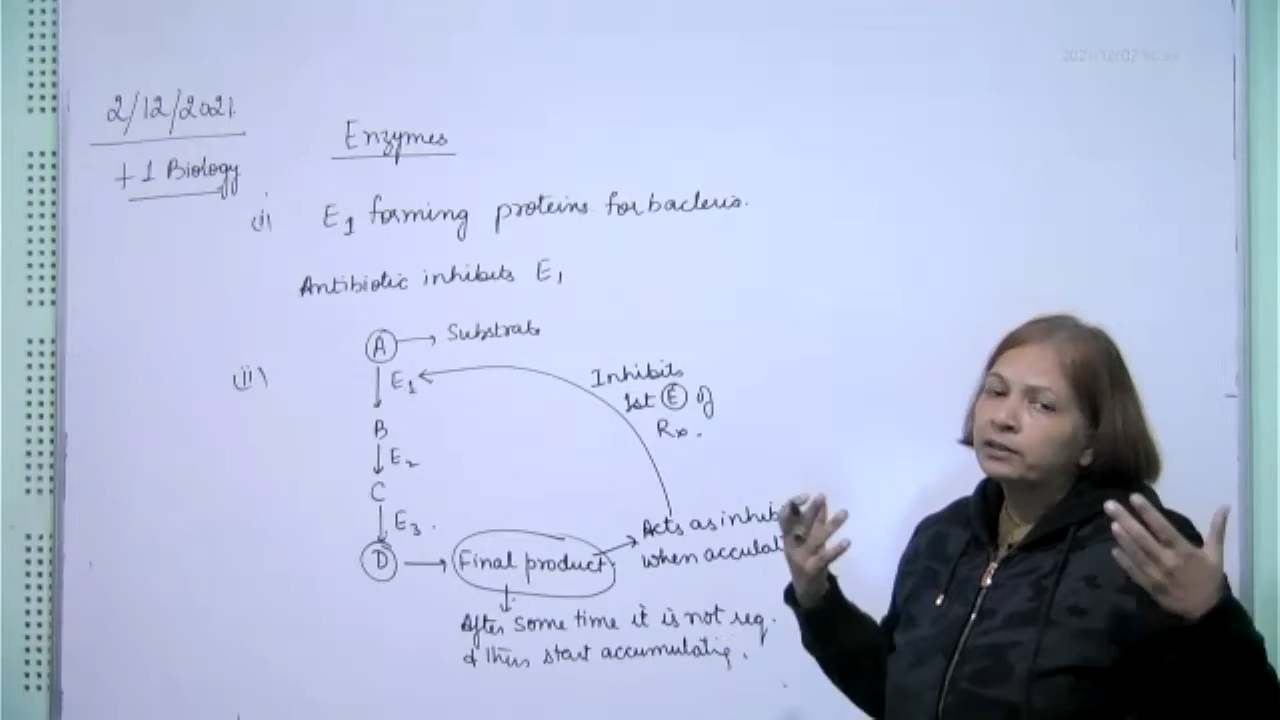 2/12/2021.
+1 Biology
Enzymes
(i) E1 forming proteins for bacteria.
Antibiotic inhibits E1
(ii)
A → Substrate
E1
B
E2
C
E3.
D → Final product
Inhibits
1st E of
Rx.
Acts as inhib
when acculat
After some time it is not req.
& thus start accumulatig.